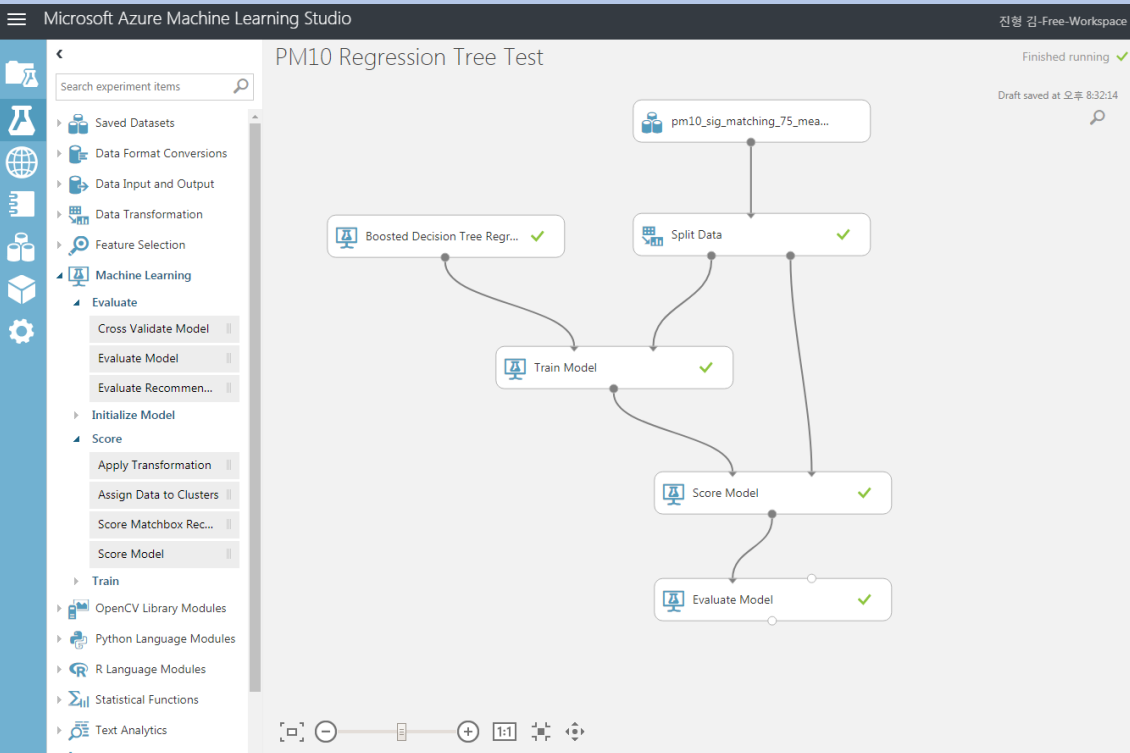 Microsoft Azure Machine Learning Studio
진형 김-Free-Workspace
PM10 Regression Tree Test
Finished running
Draft saved at 오후 8:32:14
Search experiment items
Saved Datasets
Data Format Conversions
Data Input and Output
Data Transformation
Feature Selection
Machine Learning
Evaluate
Cross Validate Model
Evaluate Model
Evaluate Recommen...
Initialize Model
Score
Apply Transformation
Assign Data to Clusters
Score Matchbox Rec...
Score Model
Train
OpenCV Library Modules
Python Language Modules
R Language Modules
Statistical Functions
Text Analytics
pm10_sig_matching_75_mea...
Boosted Decision Tree Regr...
Split Data
Train Model
Score Model
Evaluate Model
1:1